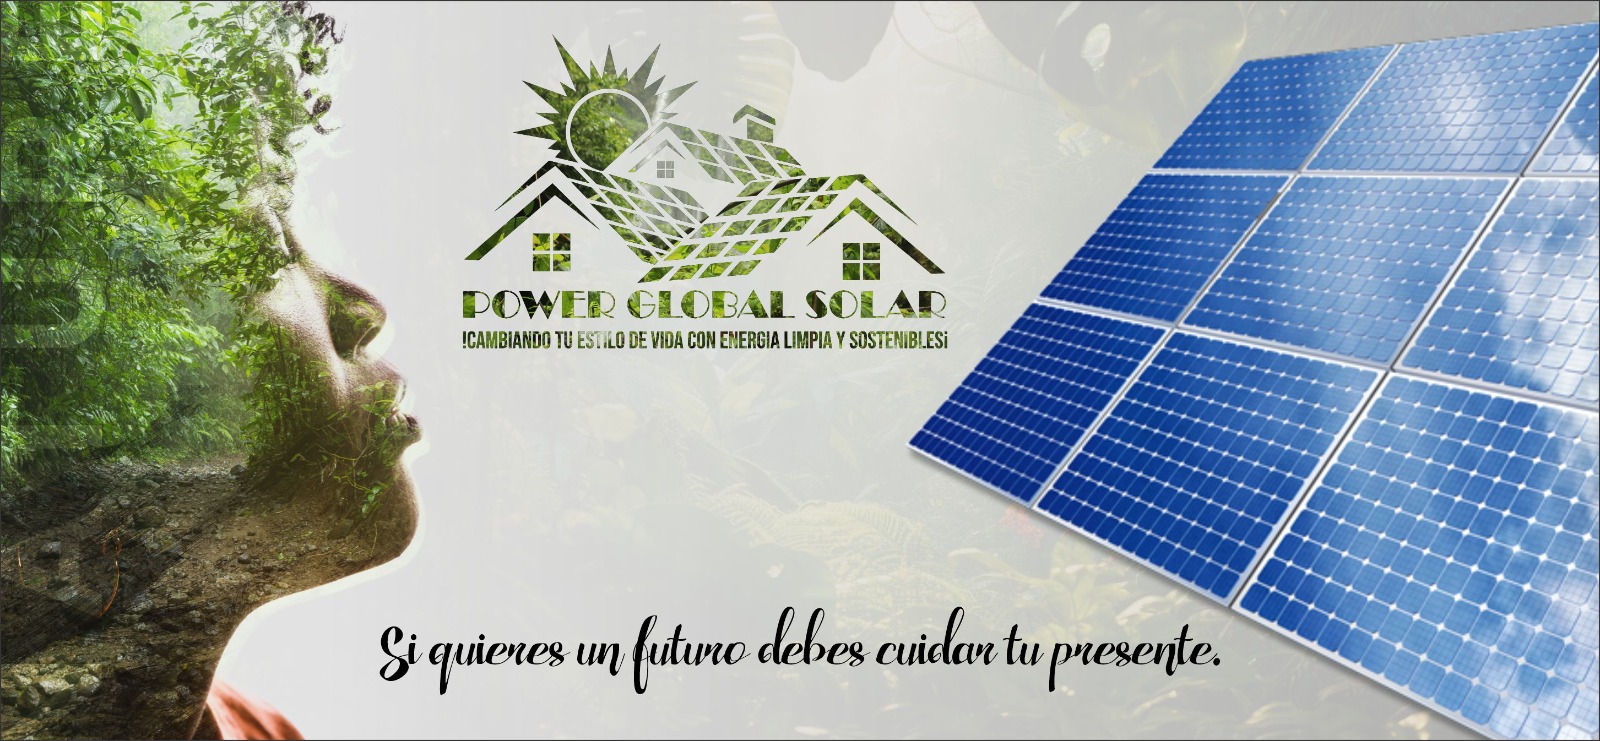 POWER GLOBAL SOLAR
!CAMBIANDO TU ESTILO DE VIDA CON ENERGIA LIMPIA Y SOSTENIBLES¡
Si quieres un futuro debes cuidar tu presente.